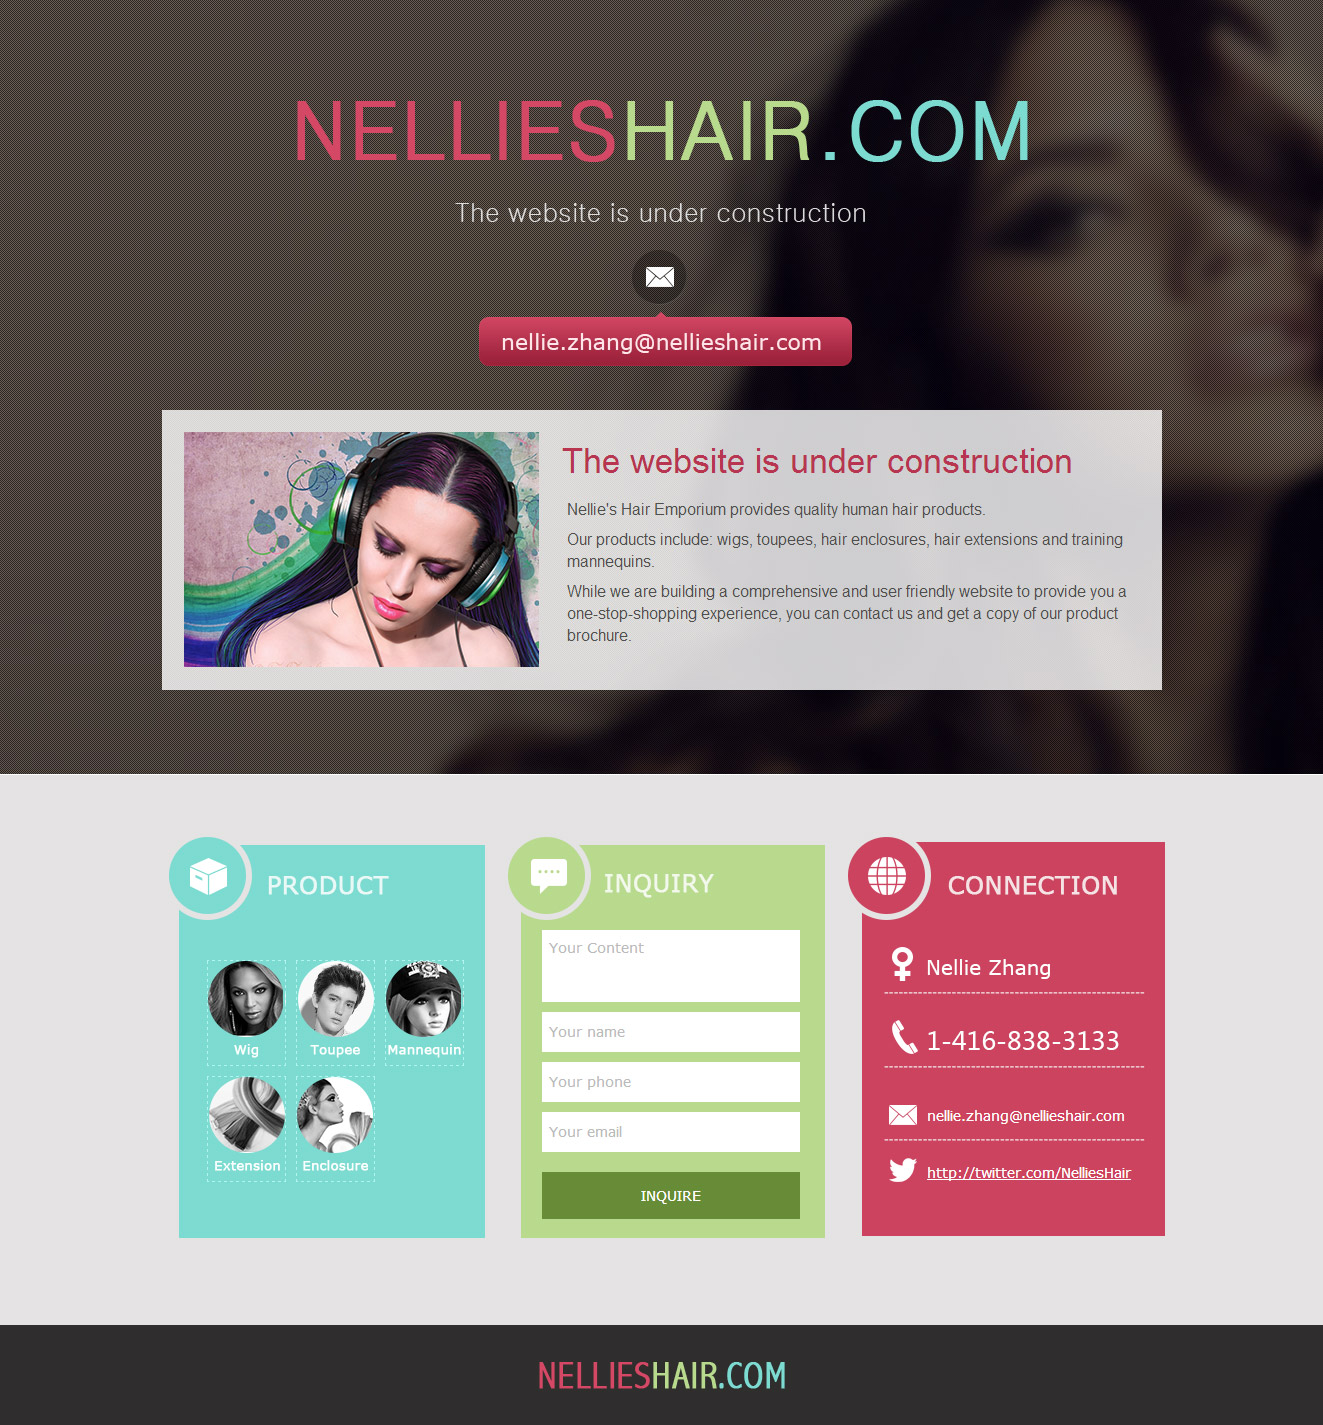 NELLIESHAIR.COM
The website is under construction
nellie.zhang@nellieshair.com
The website is under construction
Nellie's Hair Emporium provides quality human hair products.
Our products include: wigs, toupees, hair enclosures, hair extensions and training
mannequins.
While we are building a comprehensive and user friendly website to provide you a
one-stop-shopping experience, you can contact us and get a copy of our product
brochure.
PRODUCT
Wig
Toupee
Mannequin
Extension
Enclosure
INQUIRY
Your Content
Your name
Your phone
Your email
INQUIRE
CONNECTION
Nellie Zhang
1-416-838-3133
nellie.zhang@nellieshair.com
http://twitter.com/NelliesHair
NELLIESHAIR.COM